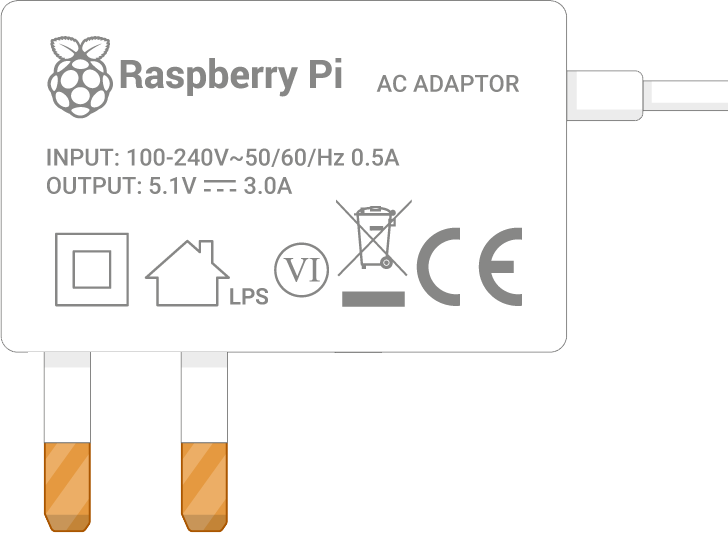 Raspberry Pi AC ADAPTOR
INPUT: 100-240V~50/60/Hz 0.5A
OUTPUT: 5.1V ⎓ 3.0A
LPS
VI
CE